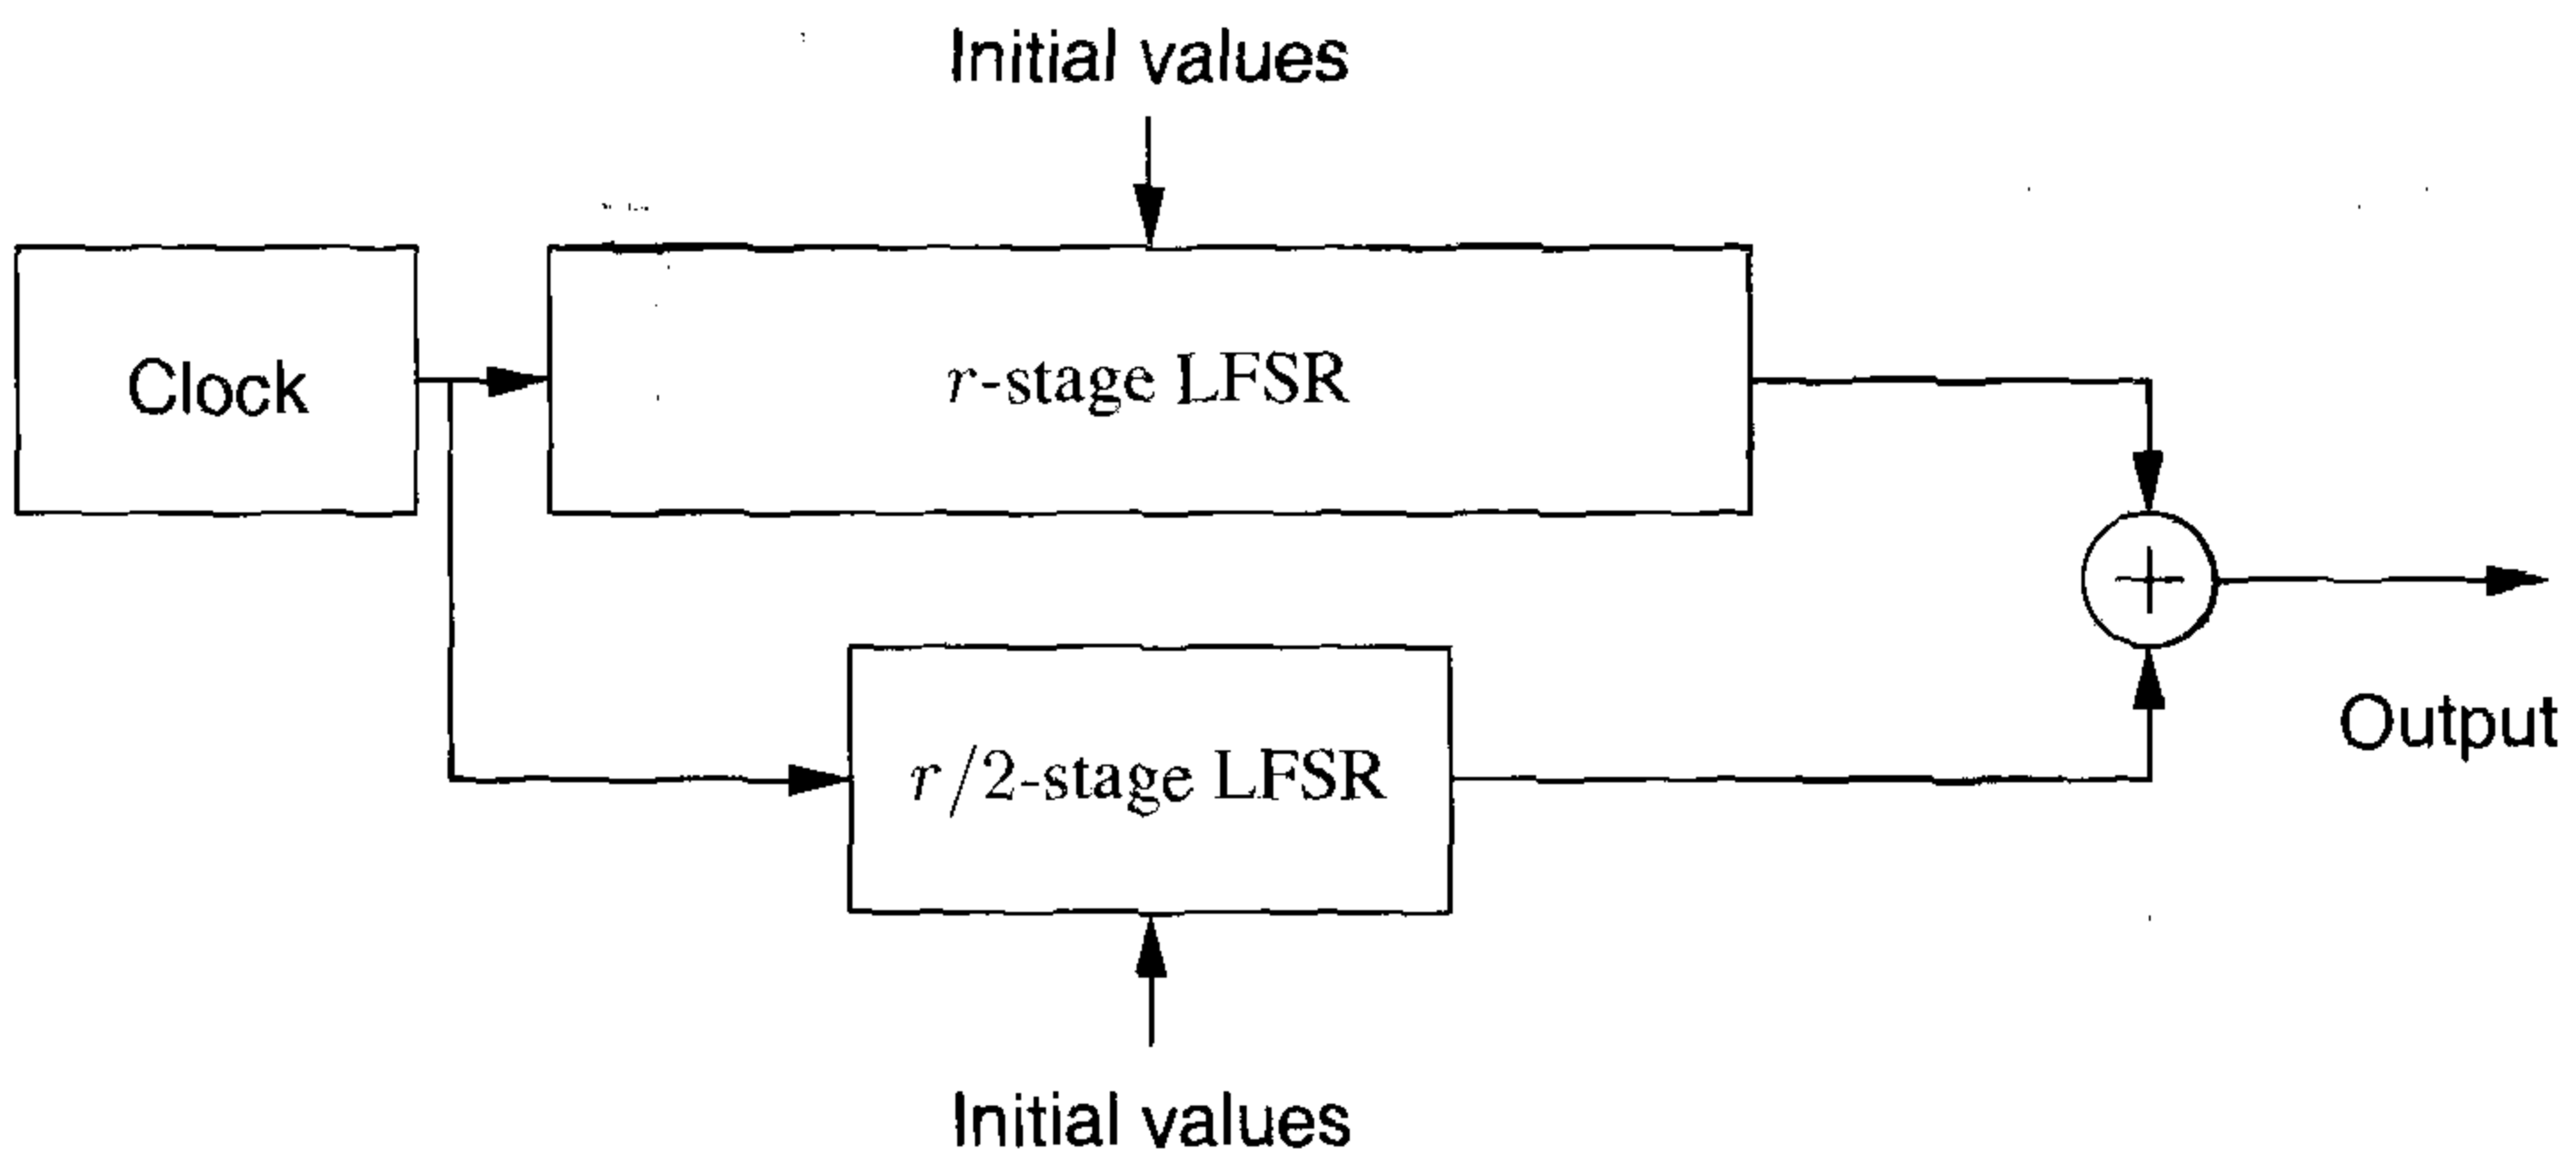 Initial values
Clock
r-stage LFSR
+
r/2-stage LFSR
Output
Initial values